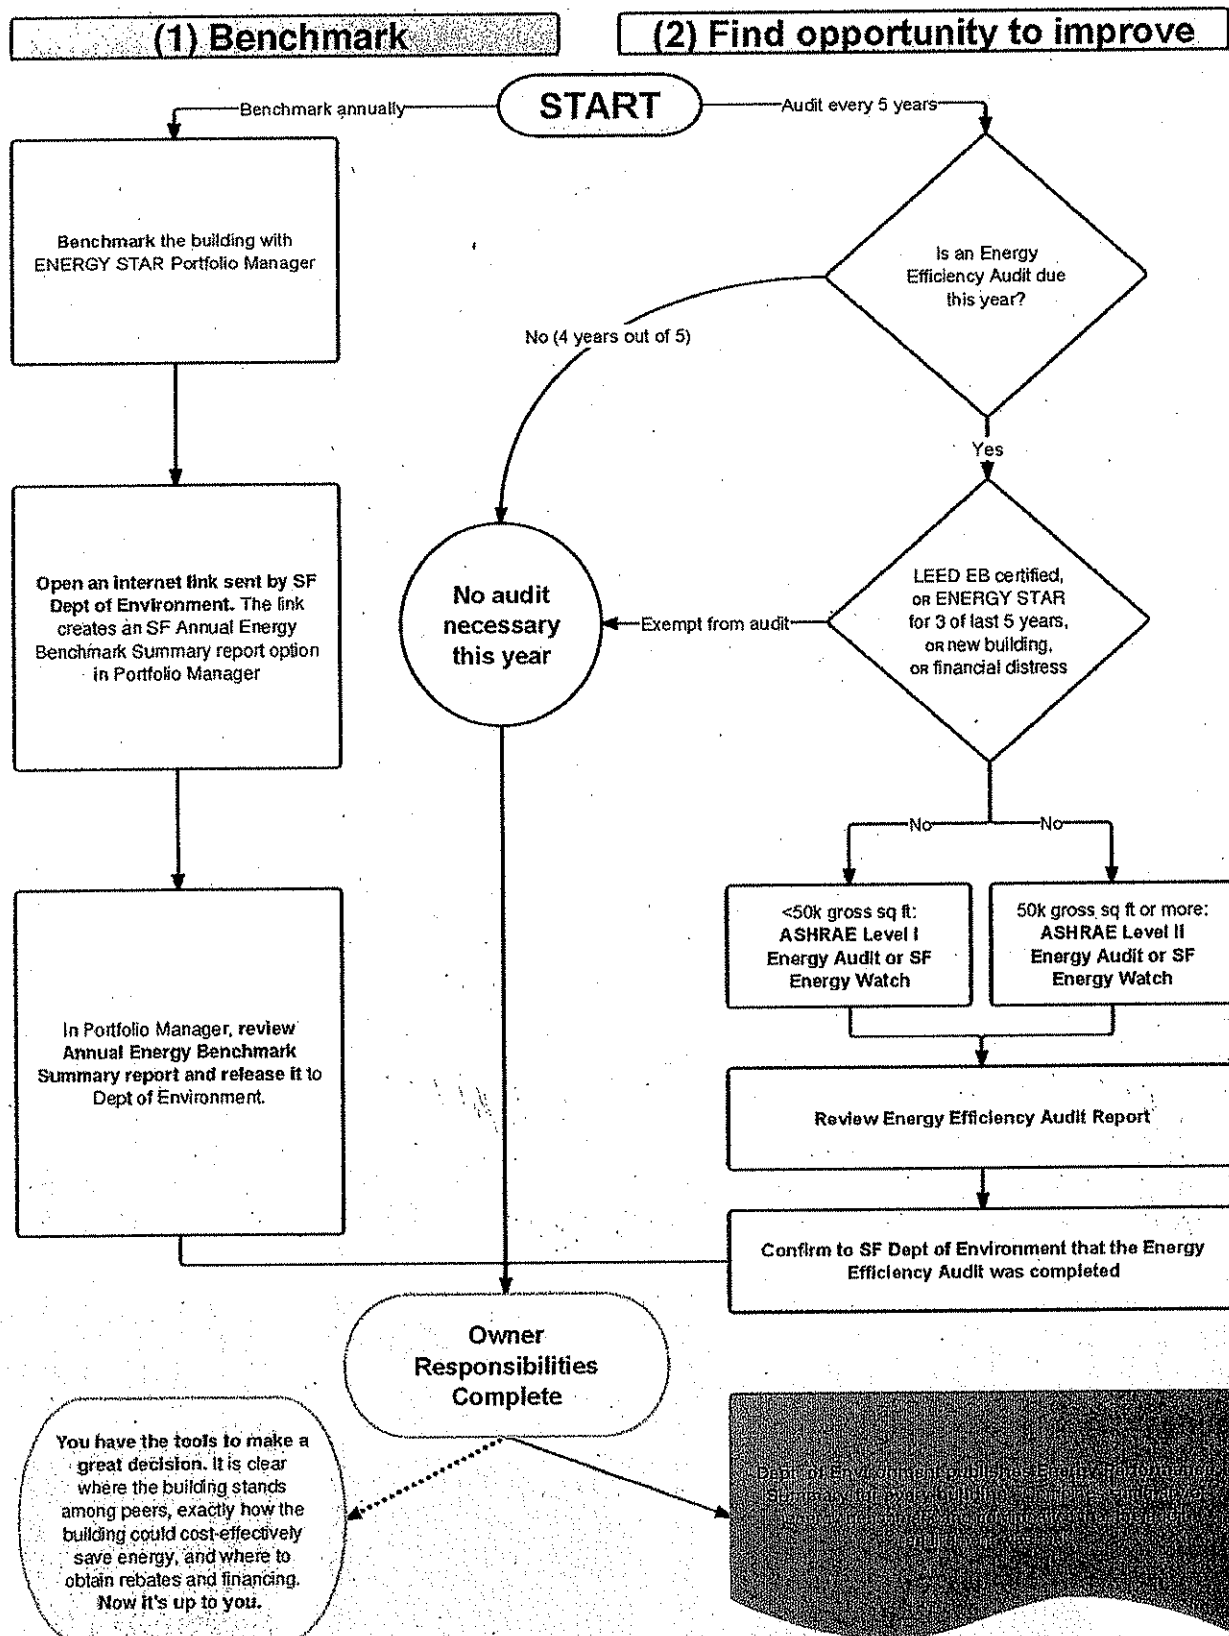 (1) Benchmark
(2) Find opportunity to improve
START
Benchmark annually
Audit every 5 years
Benchmark the building with
ENERGY STAR Portfolio Manager
Is an Energy
Efficiency Audit due
this year?
No (4 years out of 5)
Yes
Open an internet link sent by SF
Dept of Environment. The link
creates an SF Annual Energy
Benchmark Summary report option
in Portfolio Manager
No audit
necessary
this year
Exempt from audit
LEED EB certified,
OR ENERGY STAR
for 3 of last 5 years,
OR new building,
OR financial distress
No
No
<50k gross sq ft:
ASHRAE Level I
Energy Audit or SF
Energy Watch
50k gross sq ft or more:
ASHRAE Level II
Energy Audit or SF
Energy Watch
In Portfolio Manager, review
Annual Energy Benchmark
Summary report and release it to
Dept of Environment.
Review Energy Efficiency Audit Report
Confirm to SF Dept of Environment that the Energy
Efficiency Audit was completed
Owner
Responsibilities
Complete
You have the tools to make a
great decision. It is clear
where the building stands
among peers, exactly how the
building could cost-effectively
save energy, and where to
obtain rebates and financing.
Now it's up to you.
Dept of Environment publishes Energy Performance
Summary for